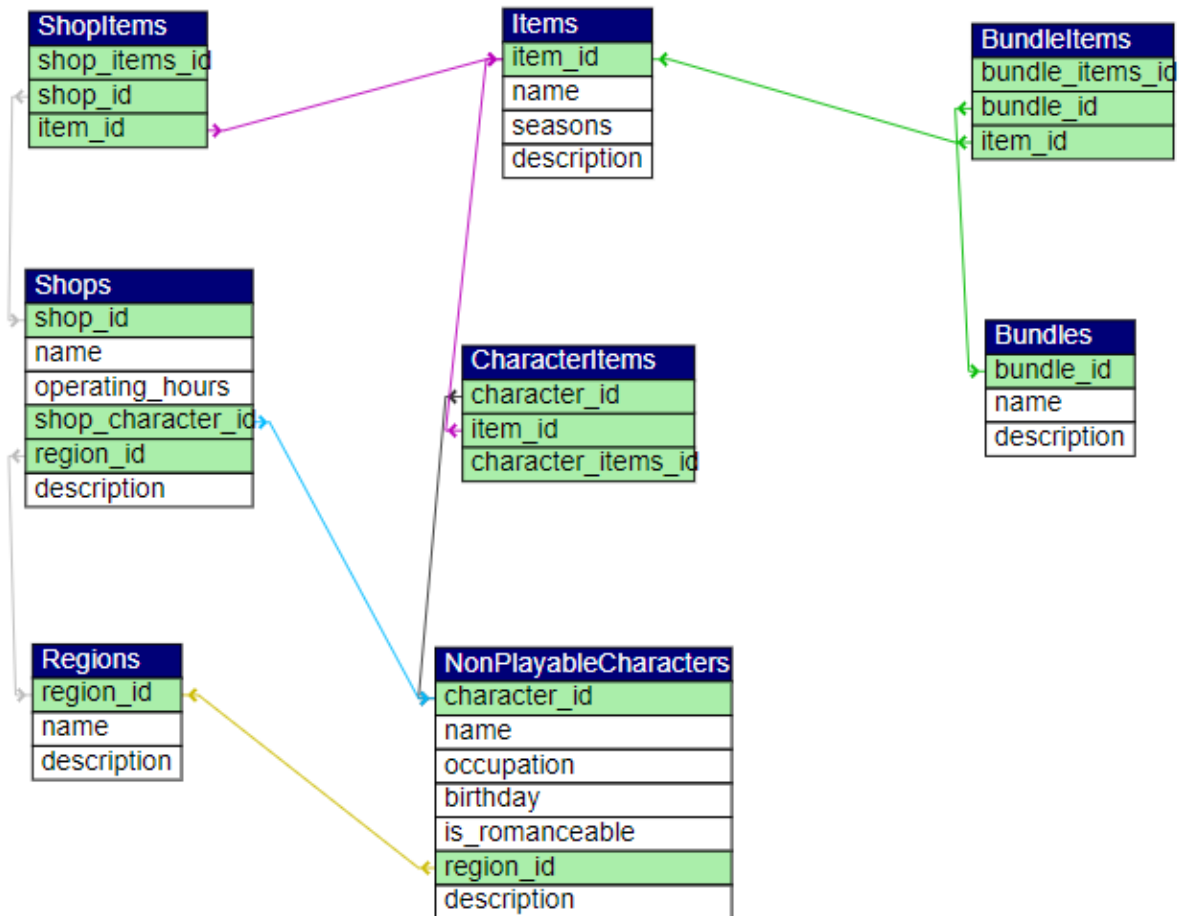 ShopItems
shop_items_id
shop_id
item_id
Items
item_id
name
seasons
description
BundleItems
bundle_items_id
bundle_id
item_id
Shops
shop_id
name
operating_hours
shop_character_id
region_id
description
CharacterItems
character_id
item_id
character_items_id
Bundles
bundle_id
name
description
Regions
region_id
name
description
NonPlayableCharacters
character_id
name
occupation
birthday
is_romanceable
region_id
description